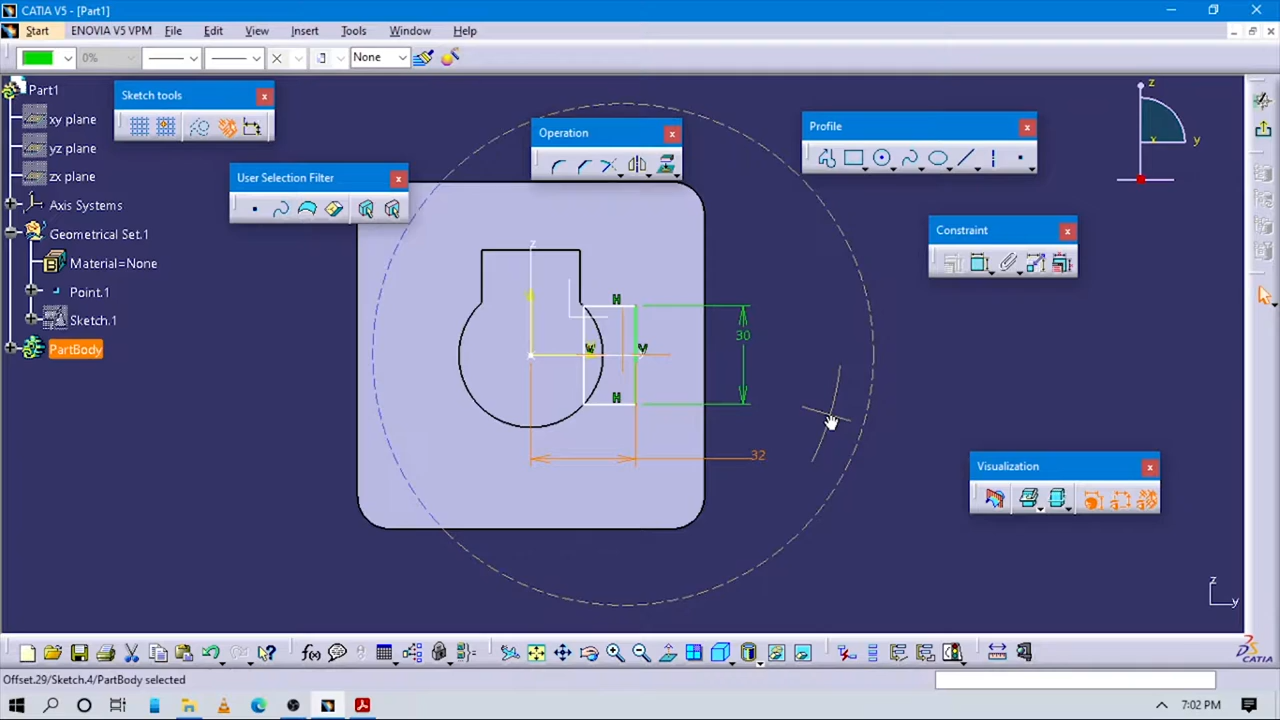 CATIA V5 - [Part1]
Start ENOVIA V5 VPM File Edit View Insert Tools Window Help
0% None
Part1
xy plane
yz plane
zx plane
Axis Systems
Geometrical Set.1
Material=None
Point.1
Sketch.1
PartBody
Sketch tools
User Selection Filter
Operation
Profile
Constraint
Visualization
z
x
y
z
H
30
V
H
32
z
y
f(x)
CATIA
Offset.29/Sketch.4/PartBody selected
7:02 PM